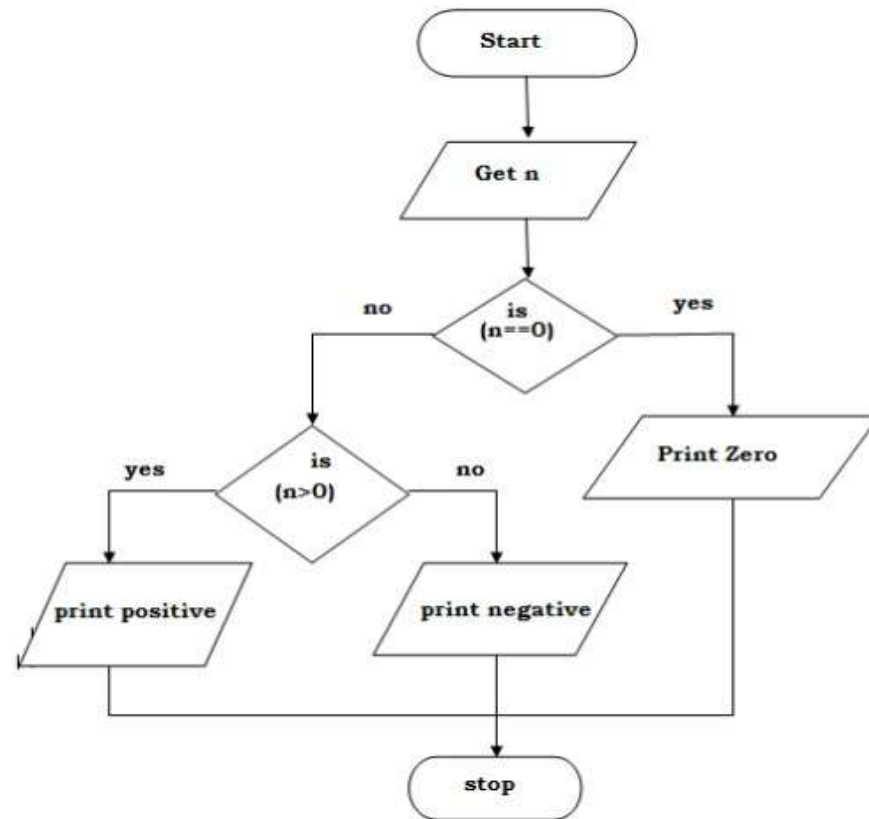 Start
Get n
no
is
(n==0)
yes
Print Zero
yes
is
(n>0)
no
print positive
print negative
stop